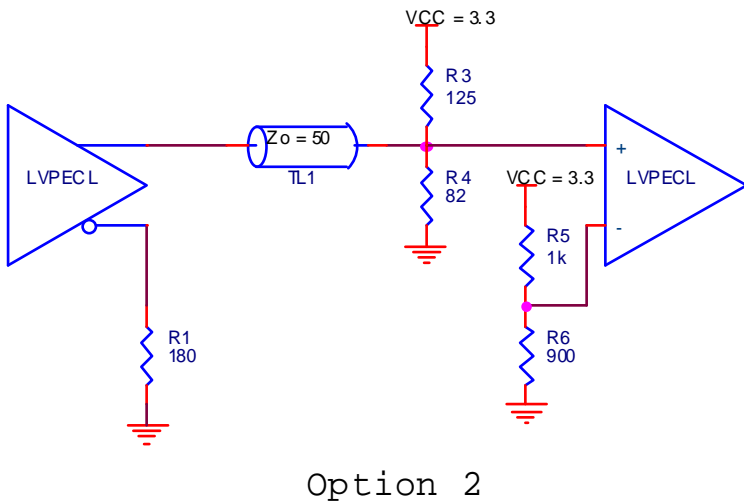 VCC = 3.3
R3
125
Zo = 50
LVPECL
TL1
R4
82
+
LVPECL
VCC = 3.3
-
R5
1k
R1
180
R6
900
Option 2